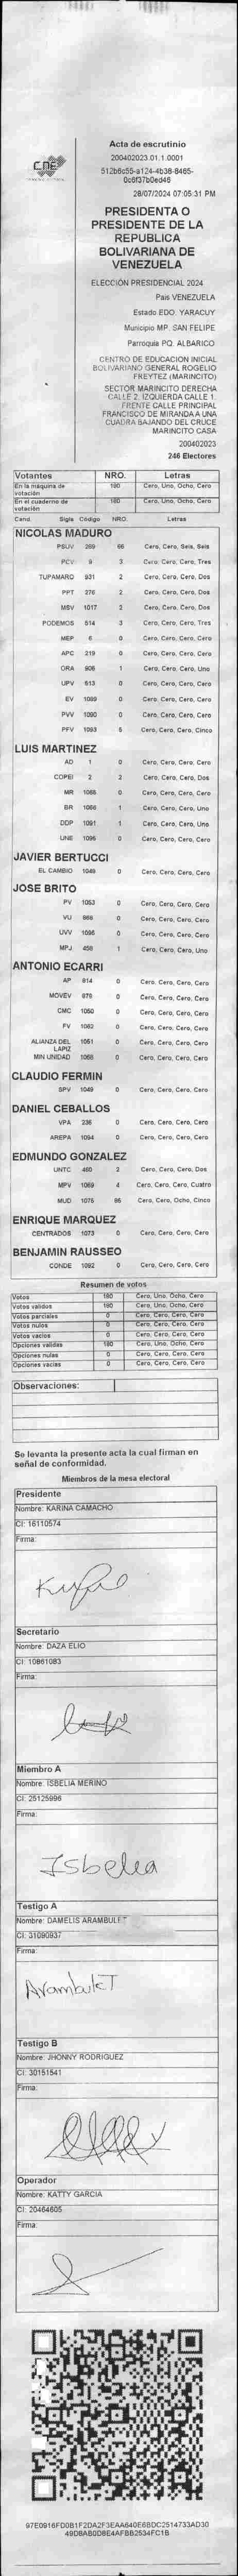 CNE
Acta de escrutinio
200402023.01.1.0001
512b6c55-a124-4b38-8465-
0c6f37b0ed46
28/07/2024 07:05:31 PM
PRESIDENTA O
PRESIDENTE DE LA
REPUBLICA
BOLIVARIANA DE
VENEZUELA
ELECCIÓN PRESIDENCIAL 2024
Pais VENEZUELA
Estado EDO. YARACUY
Municipio MP. SAN FELIPE
Parroquia PQ. ALBARICO
CENTRO DE EDUCACIÓN INICIAL
BOLIVARIANO GENERAL ROGELIO
FREYTEZ (MARINCITO)
SECTOR MARINCITO DERECHA
CALLE 2. IZQUIERDA CALLE 1.
FRENTE CALLE PRINCIPAL
FRANCISCO DE MIRANDA A UNA
CUADRA BAJANDO DEL CRUCE
MARINCITO CASA
200402023
246 Electores
Votantes NRO. Letras
En la máquina de votación 180 Cero, Uno, Ocho, Cero
En el cuaderno de votación 180 Cero, Uno, Ocho, Cero
Cand. Sigla Código NRO. Letras
NICOLAS MADURO
PSUV 269 66 Cero, Cero, Seis, Seis
PCV 9 3 Cero, Cero, Cero, Tres
TUPAMARO 931 2 Cero, Cero, Cero, Dos
PPT 276 2 Cero, Cero, Cero, Dos
MSV 1017 2 Cero, Cero, Cero, Dos
PODEMOS 514 3 Cero, Cero, Cero, Tres
MEP 6 0 Cero, Cero, Cero, Cero
APC 219 0 Cero, Cero, Cero, Cero
ORA 906 1 Cero, Cero, Cero, Uno
UPV 513 0 Cero, Cero, Cero, Cero
EV 1089 0 Cero, Cero, Cero, Cero
PVV 1090 0 Cero, Cero, Cero, Cero
PFV 1093 5 Cero, Cero, Cero, Cinco
LUIS MARTINEZ
AD 1 0 Cero, Cero, Cero, Cero
COPEI 2 2 Cero, Cero, Cero, Dos
MR 1066 0 Cero, Cero, Cero, Cero
BR 1006 1 Cero, Cero, Cero, Uno
DDP 1091 1 Cero, Cero, Cero, Uno
UNE 1096 0 Cero, Cero, Cero, Cero
JAVIER BERTUCCI
EL CAMBIO 1048 0 Cero, Cero, Cero, Cero
JOSE BRITO
PV 1053 0 Cero, Cero, Cero, Cero
VU 868 0 Cero, Cero, Cero, Cero
UVV 1095 0 Cero, Cero, Cero, Cero
MPJ 458 1 Cero, Cero, Cero, Uno
ANTONIO ECARRI
AP 814 0 Cero, Cero, Cero, Cero
MOVEV 979 0 Cero, Cero, Cero, Cero
CMC 1050 0 Cero, Cero, Cero, Cero
FV 1062 0 Cero, Cero, Cero, Cero
ALIANZA DEL LAPIZ 1051 0 Cero, Cero, Cero, Cero
MIN UNIDAD 1068 0 Cero, Cero, Cero, Cero
CLAUDIO FERMIN
SPV 1049 0 Cero, Cero, Cero, Cero
DANIEL CEBALLOS
VPA 236 0 Cero, Cero, Cero, Cero
AREPA 1094 0 Cero, Cero, Cero, Cero
EDMUNDO GONZALEZ
UNTC 460 2 Cero, Cero, Cero, Dos
MPV 1069 4 Cero, Cero, Cero, Cuatro
MUD 1075 85 Cero, Cero, Ocho, Cinco
ENRIQUE MARQUEZ
CENTRADOS 1073 0 Cero, Cero, Cero, Cero
BENJAMIN RAUSSEO
CONDE 1092 0 Cero, Cero, Cero, Cero
Resumen de votos
Votos 180 Cero, Uno, Ocho, Cero
Votos validos 180 Cero, Uno, Ocho, Cero
Votos parciales 0 Cero, Cero, Cero, Cero
Votos nulos 0 Cero, Cero, Cero, Cero
Votos vacios 0 Cero, Cero, Cero, Cero
Opciones validas 180 Cero, Uno, Ocho, Cero
Opciones nulas 0 Cero, Cero, Cero, Cero
Opciones vacias 0 Cero, Cero, Cero, Cero
Observaciones:
Se levanta la presente acta la cual firman en
señal de conformidad.
Miembros de la mesa electoral
Presidente
Nombre: KARINA CAMACHO
CI: 16110574
Firma:
Secretario
Nombre: DAZA ELIO
CI: 10861083
Firma:
Miembro A
Nombre: ISBELIA MERINO
CI: 25125996
Firma:
Isbelia
Testigo A
Nombre: DAMELIS ARAMBULET
CI: 31090937
Firma:
ArambuleT
Testigo B
Nombre: JHONNY RODRIGUEZ
CI: 30151541
Firma:
Operador
Nombre: KATTY GARCIA
CI: 20464605
Firma:
97E0916FD0B1F2DA2F3EAA640E6BDC2514733AD30
49D8AB0D8E4AFBB2534FC1B